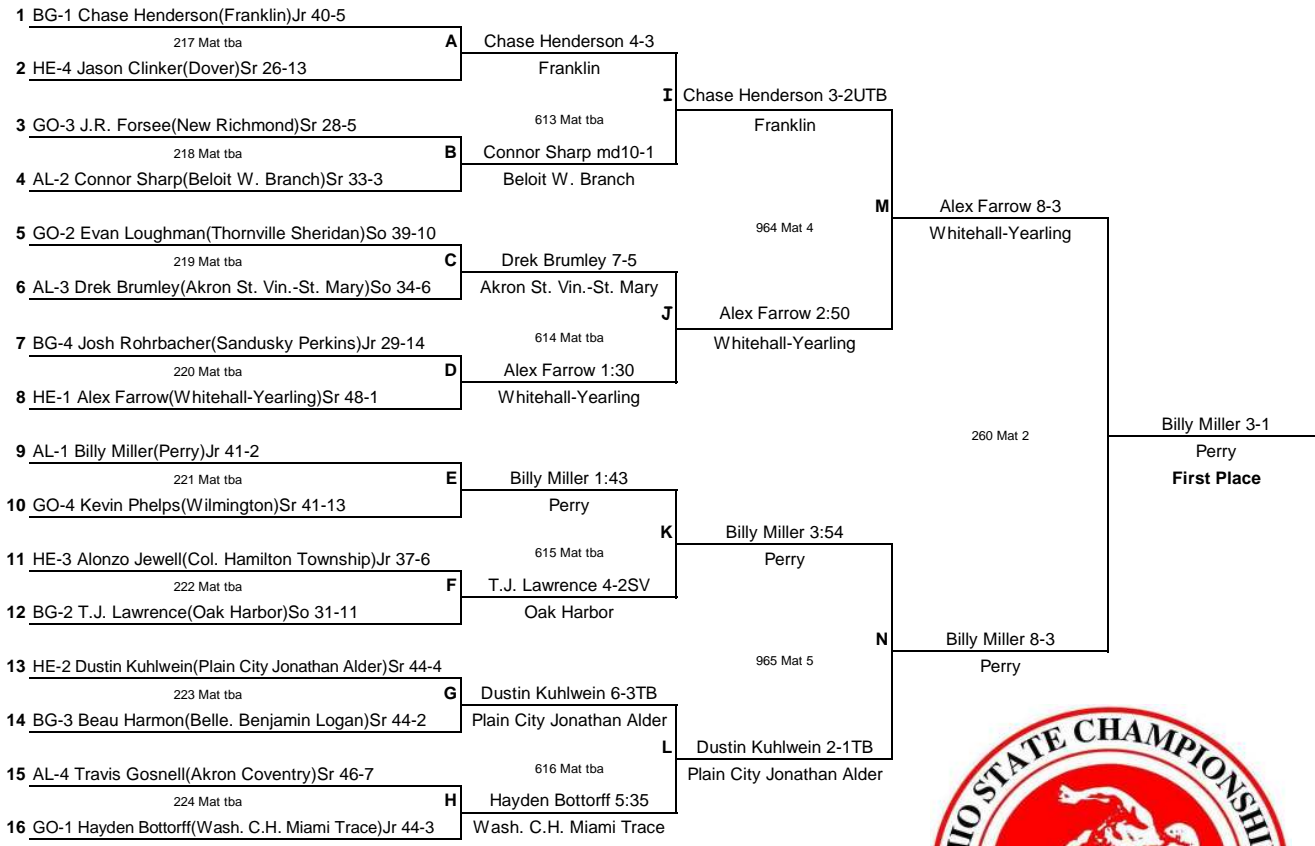 1 BG-1 Chase Henderson(Franklin)Jr 40-5
217 Mat tba
A
2 HE-4 Jason Clinker(Dover)Sr 26-13
Chase Henderson 4-3
Franklin
I
613 Mat tba
3 GO-3 J.R. Forsee(New Richmond)Sr 28-5
218 Mat tba
B
4 AL-2 Connor Sharp(Beloit W. Branch)Sr 33-3
Connor Sharp md10-1
Beloit W. Branch
Chase Henderson 3-2UTB
Franklin
M
964 Mat 4
5 GO-2 Evan Loughman(Thornville Sheridan)So 39-10
219 Mat tba
C
6 AL-3 Drek Brumley(Akron St. Vin.-St. Mary)So 34-6
Drek Brumley 7-5
Akron St. Vin.-St. Mary
J
614 Mat tba
7 BG-4 Josh Rohrbacher(Sandusky Perkins)Jr 29-14
220 Mat tba
D
8 HE-1 Alex Farrow(Whitehall-Yearling)Sr 48-1
Alex Farrow 1:30
Whitehall-Yearling
Alex Farrow 2:50
Whitehall-Yearling
Alex Farrow 8-3
Whitehall-Yearling
260 Mat 2
Billy Miller 3-1
Perry
First Place
9 AL-1 Billy Miller(Perry)Jr 41-2
221 Mat tba
E
10 GO-4 Kevin Phelps(Wilmington)Sr 41-13
Billy Miller 1:43
Perry
K
615 Mat tba
11 HE-3 Alonzo Jewell(Col. Hamilton Township)Jr 37-6
222 Mat tba
F
12 BG-2 T.J. Lawrence(Oak Harbor)So 31-11
T.J. Lawrence 4-2SV
Oak Harbor
Billy Miller 3:54
Perry
N
965 Mat 5
Billy Miller 8-3
Perry
13 HE-2 Dustin Kuhlwein(Plain City Jonathan Alder)Sr 44-4
223 Mat tba
G
14 BG-3 Beau Harmon(Belle. Benjamin Logan)Sr 44-2
Dustin Kuhlwein 6-3TB
Plain City Jonathan Alder
L
616 Mat tba
15 AL-4 Travis Gosnell(Akron Coventry)Sr 46-7
224 Mat tba
H
16 GO-1 Hayden Bottorff(Wash. C.H. Miami Trace)Jr 44-3
Hayden Bottorff 5:35
Wash. C.H. Miami Trace
Dustin Kuhlwein 2-1TB
Plain City Jonathan Alder
STATE